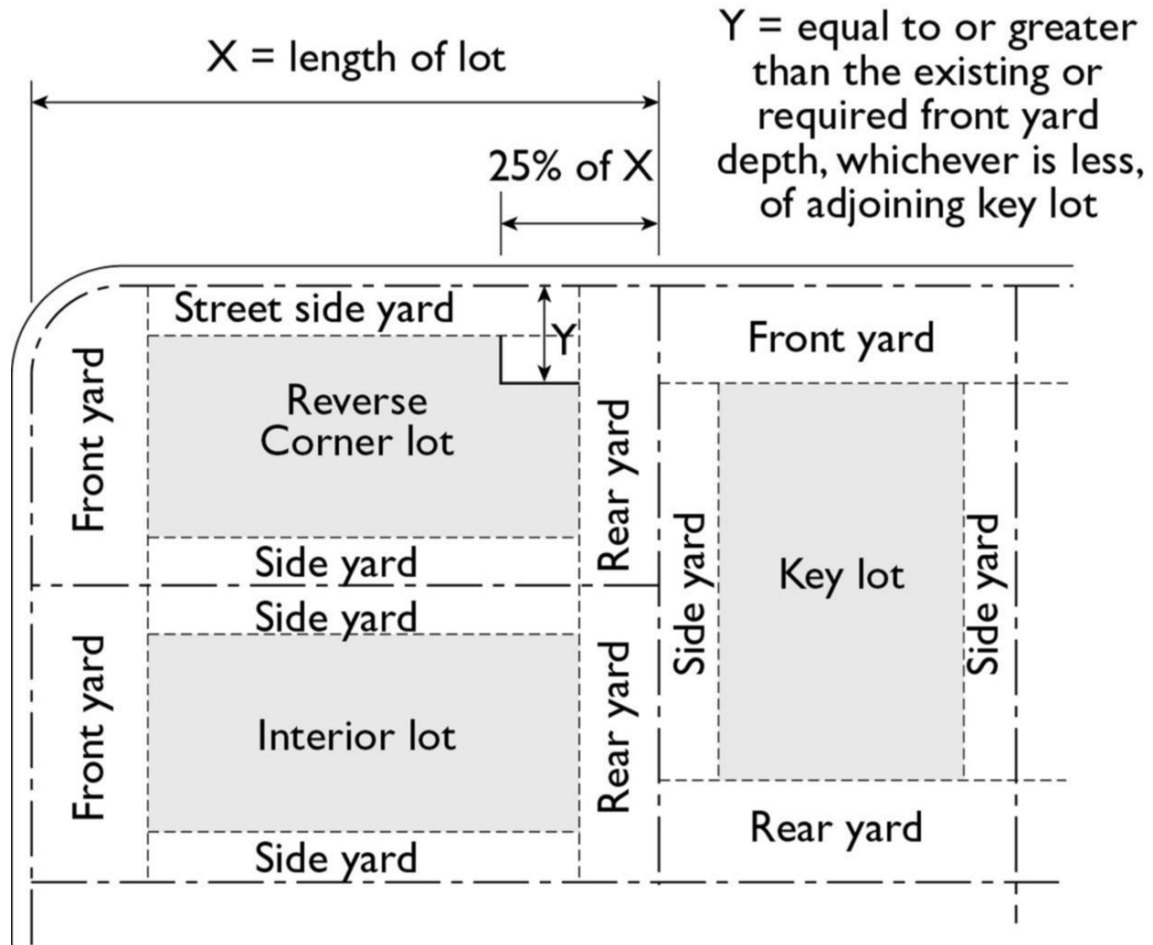 X = length of lot
Y = equal to or greater
than the existing or
required front yard
depth, whichever is less,
of adjoining key lot
25% of X
Street side yard
Y
Front yard
Front yard
Reverse
Corner lot
Rear yard
Side yard
Side yard
Key lot
Side yard
Side yard
Front yard
Interior lot
Rear yard
Side yard
Rear yard